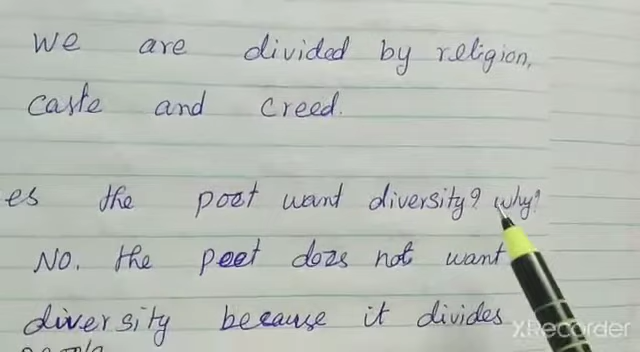 We are divided by religion,
caste and creed.
es the poet want diversity? why?
No. the poet does not want
diversity because it divides
people
XRecorder